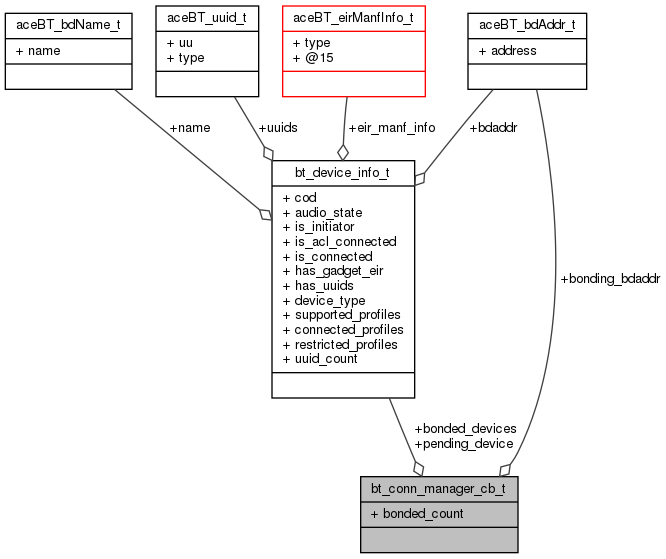 aceBT_bdName_t
+ name
aceBT_uuid_t
+ uu
+ type
aceBT_eirManfInfo_t
+ type
+ @15
aceBT_bdAddr_t
+ address
+name
+uuids
+eir_manf_info
+bdaddr
bt_device_info_t
+ cod
+ audio_state
+ is_initiator
+ is_acl_connected
+ is_connected
+ has_gadget_eir
+ has_uuids
+ device_type
+ supported_profiles
+ connected_profiles
+ restricted_profiles
+ uuid_count
+bonding_bdaddr
+bonded_devices
+pending_device
bt_conn_manager_cb_t
+ bonded_count